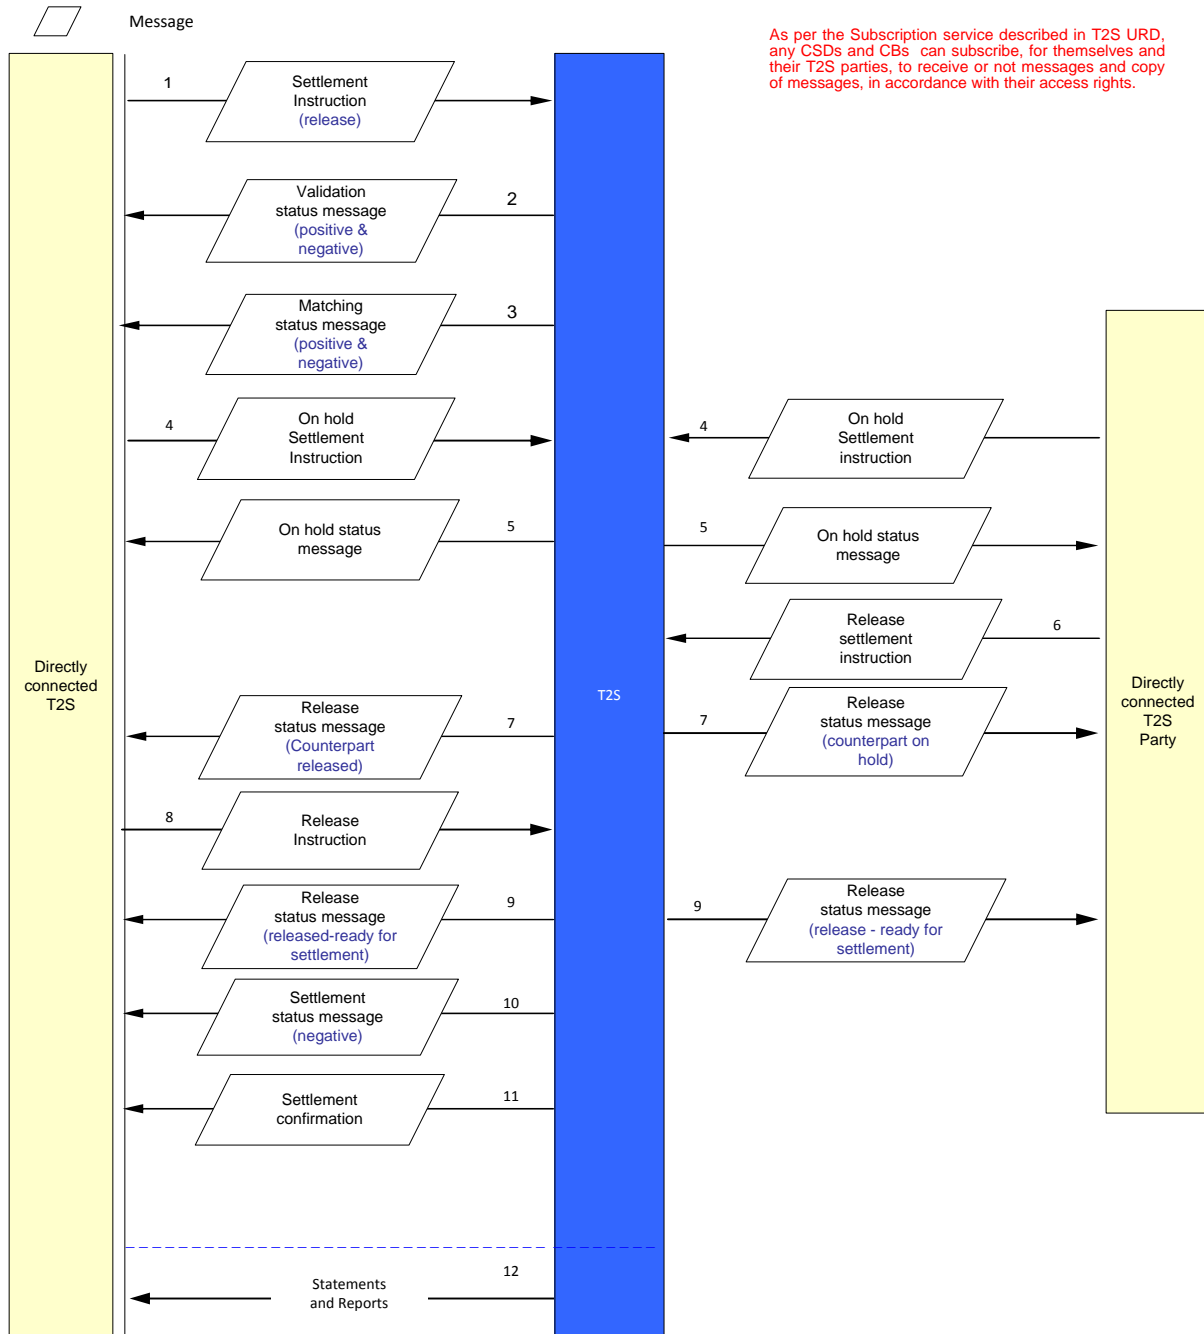 Message
As per the Subscription service described in T2S URD,
any CSDs and CBs can subscribe, for themselves and
their T2S parties, to receive or not messages and copy
of messages, in accordance with their access rights.
1
Settlement
Instruction
(release)
Validation
status message
(positive &
negative)
2
Matching
status message
(positive &
negative)
3
4
On hold
Settlement
Instruction
4
On hold
Settlement
instruction
On hold status
message
5
5
On hold status
message
Release
settlement
instruction
6
Directly
connected
T2S
T2S
Directly
connected
T2S
Party
Release
status message
(Counterpart
released)
7
7
Release
status message
(counterpart on
hold)
8
Release
Instruction
Release
status message
(released-ready for
settlement)
9
9
Release
status message
(release - ready for
settlement)
Settlement
status message
(negative)
10
Settlement
confirmation
11
Statements
and Reports
12